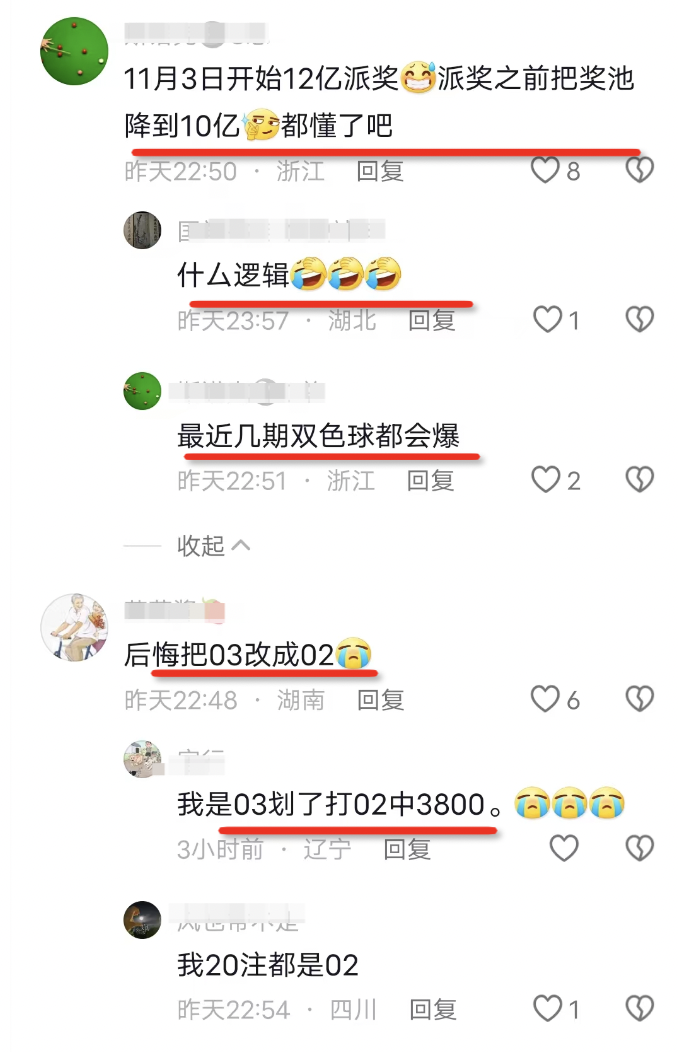 11月3日开始12亿派奖😅派奖之前把奖池
降到10亿🤔都懂了吧
昨天22:50 · 浙江 回复 8
什么逻辑🤣🤣🤣
昨天23:57 · 湖北 回复 1
最近几期双色球都会爆
昨天22:51 · 浙江 回复 2
收起
后悔把03改成02😭
昨天22:48 · 湖南 回复 6
我是03划了打02中3800。😭😭😭
3小时前 · 辽宁 回复
我20注都是02
昨天22:54 · 四川 回复 1